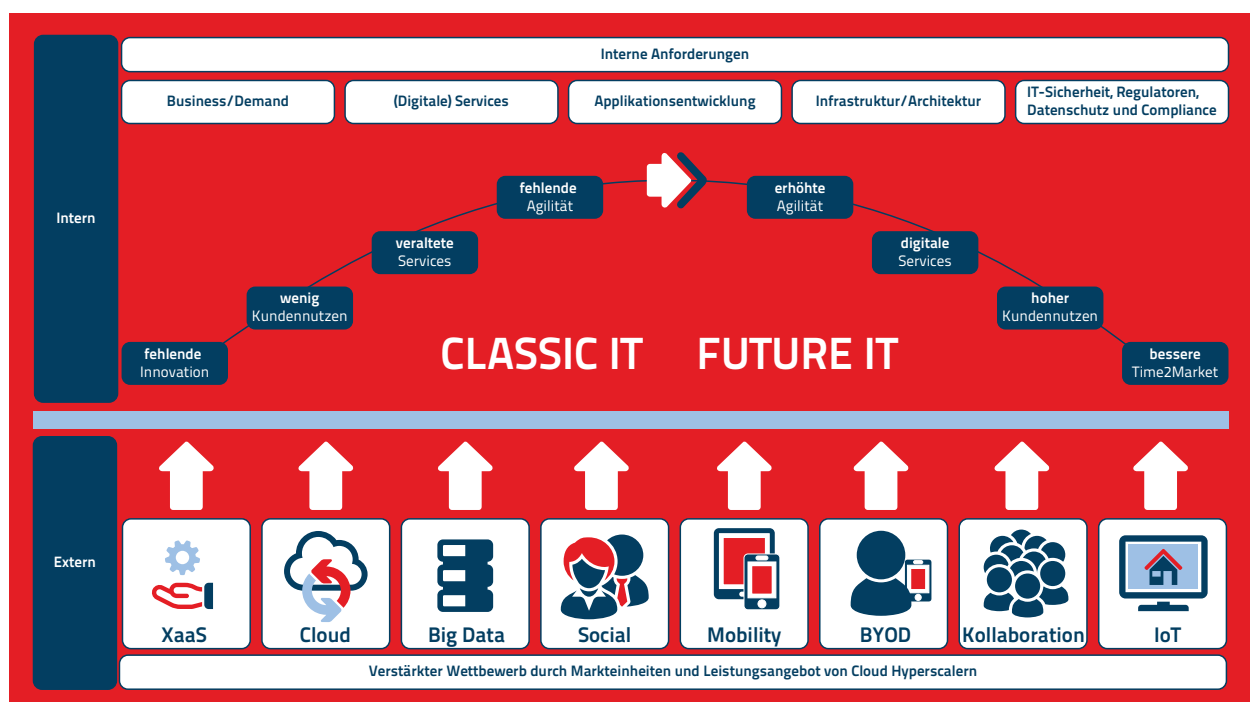 Interne Anforderungen
Business/Demand
(Digitale) Services
Applikationsentwicklung
Infrastruktur/Architektur
IT-Sicherheit, Regulatoren,
Datenschutz und Compliance
Intern
fehlende
Innovation
wenig
Kundennutzen
veraltete
Services
fehlende
Agilität
erhöhte
Agilität
digitale
Services
hoher
Kundennutzen
bessere
Time2Market
CLASSIC IT
FUTURE IT
Extern
XaaS
Cloud
Big Data
Social
Mobility
BYOD
Kollaboration
IoT
Verstärkter Wettbewerb durch Markteinheiten und Leistungsangebot von Cloud Hyperscalern